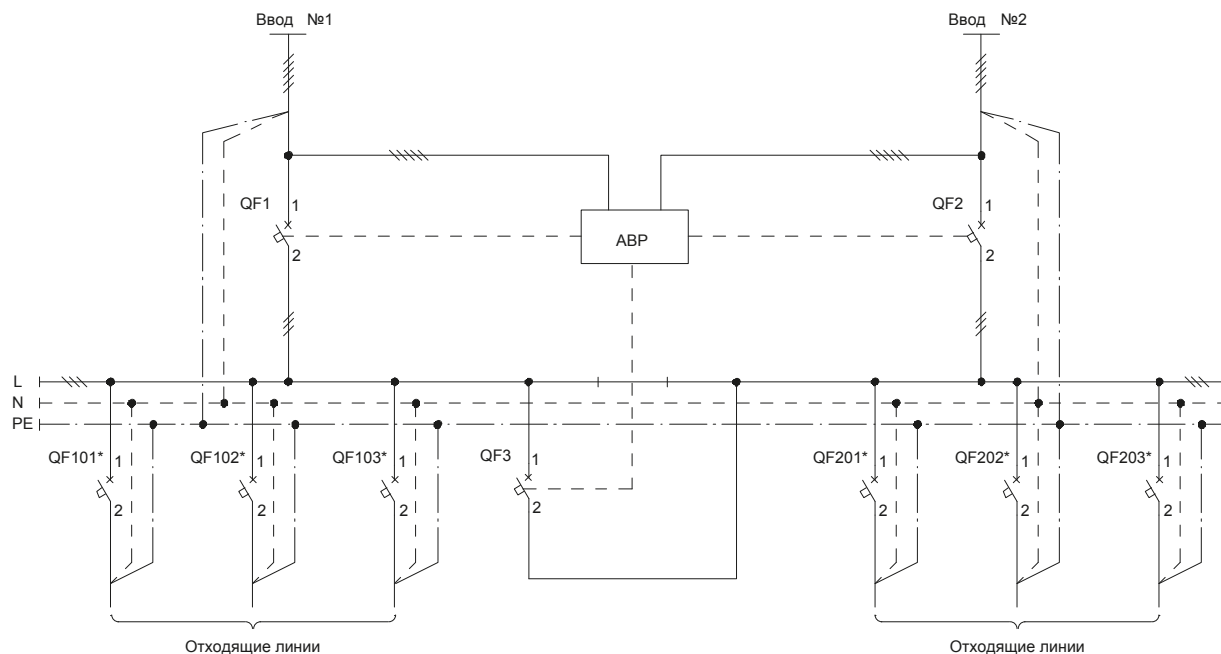 Ввод №1
Ввод №2
QF1
1
2
АВР
QF2
1
2
L
N
PE
QF101*
1
2
QF102*
1
2
QF103*
1
2
QF3
1
2
QF201*
1
2
QF202*
1
2
QF203*
1
2
Отходящие линии
Отходящие линии